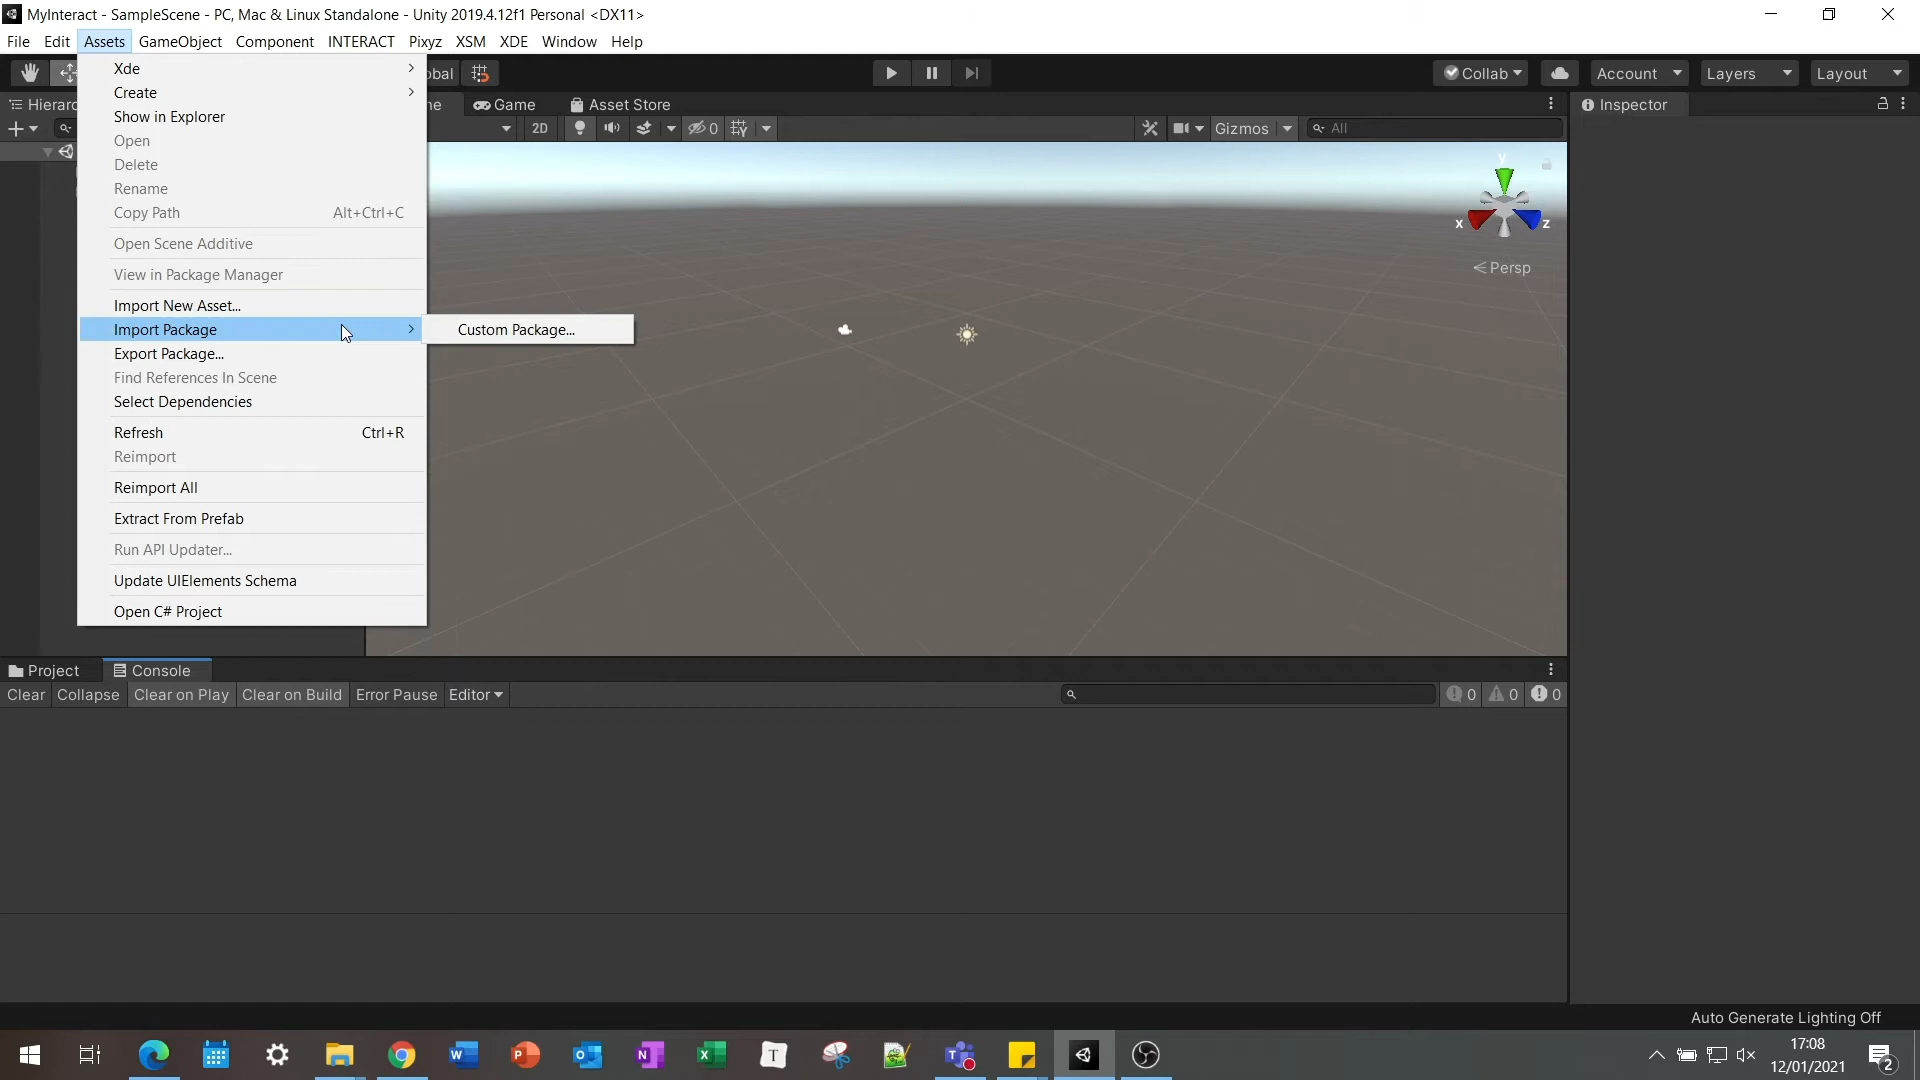 MyInteract - SampleScene - PC, Mac & Linux Standalone - Unity 2019.4.12f1 Personal <DX11>
File Edit Assets GameObject Component INTERACT Pixyz XSM XDE Window Help
obal
Collab
Account
Layers
Layout
Hierarc
ne
Game
Asset Store
Inspector
2D
0
Gizmos
All
Xde
Create
Show in Explorer
Open
Delete
Rename
Copy Path Alt+Ctrl+C
Open Scene Additive
View in Package Manager
Import New Asset...
Import Package
Custom Package...
Export Package...
Find References In Scene
Select Dependencies
Refresh Ctrl+R
Reimport
Reimport All
Extract From Prefab
Run API Updater...
Update UIElements Schema
Open C# Project
y
x
z
Persp
Project
Console
Clear Collapse Clear on Play Clear on Build Error Pause Editor
0 0 0
Auto Generate Lighting Off
17:08
12/01/2021
2